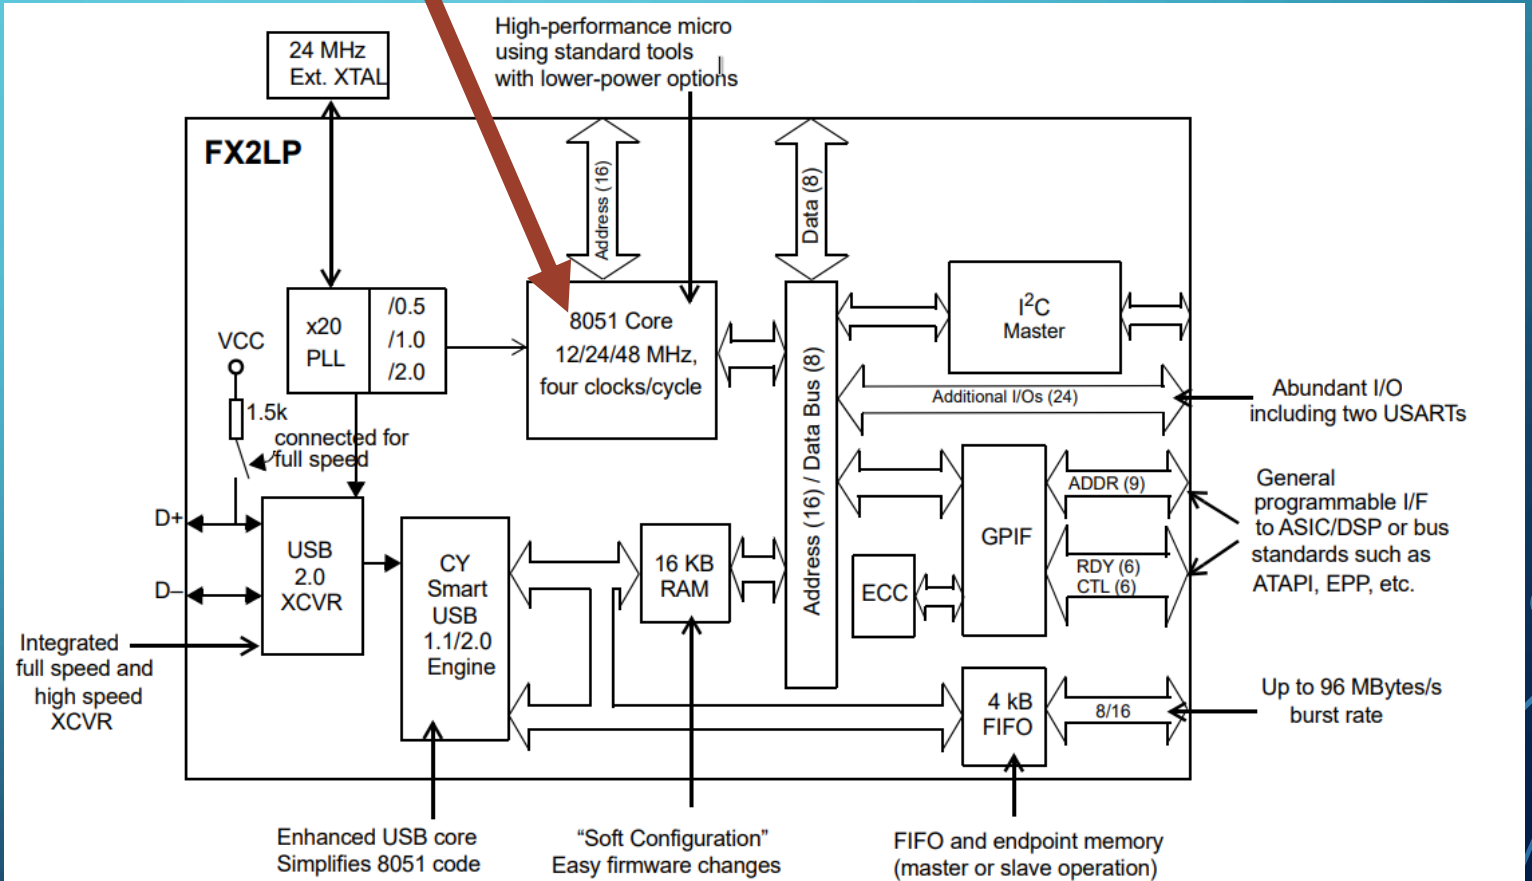 High-performance micro
using standard tools
with lower-power options
24 MHz
Ext. XTAL
FX2LP
Address (16)
Data (8)
x20
PLL
/0.5
/1.0
/2.0
8051 Core
12/24/48 MHz,
four clocks/cycle
I²C
Master
VCC
1.5k
connected for
full speed
Address (16) / Data Bus (8)
Additional I/Os (24)
Abundant I/O
including two USARTs
D+
D–
USB
2.0
XCVR
CY
Smart
USB
1.1/2.0
Engine
16 KB
RAM
ECC
GPIF
ADDR (9)
RDY (6)
CTL (6)
General
programmable I/F
to ASIC/DSP or bus
standards such as
ATAPI, EPP, etc.
Integrated
full speed and
high speed
XCVR
4 kB
FIFO
8/16
Up to 96 MBytes/s
burst rate
Enhanced USB core
Simplifies 8051 code
“Soft Configuration”
Easy firmware changes
FIFO and endpoint memory
(master or slave operation)